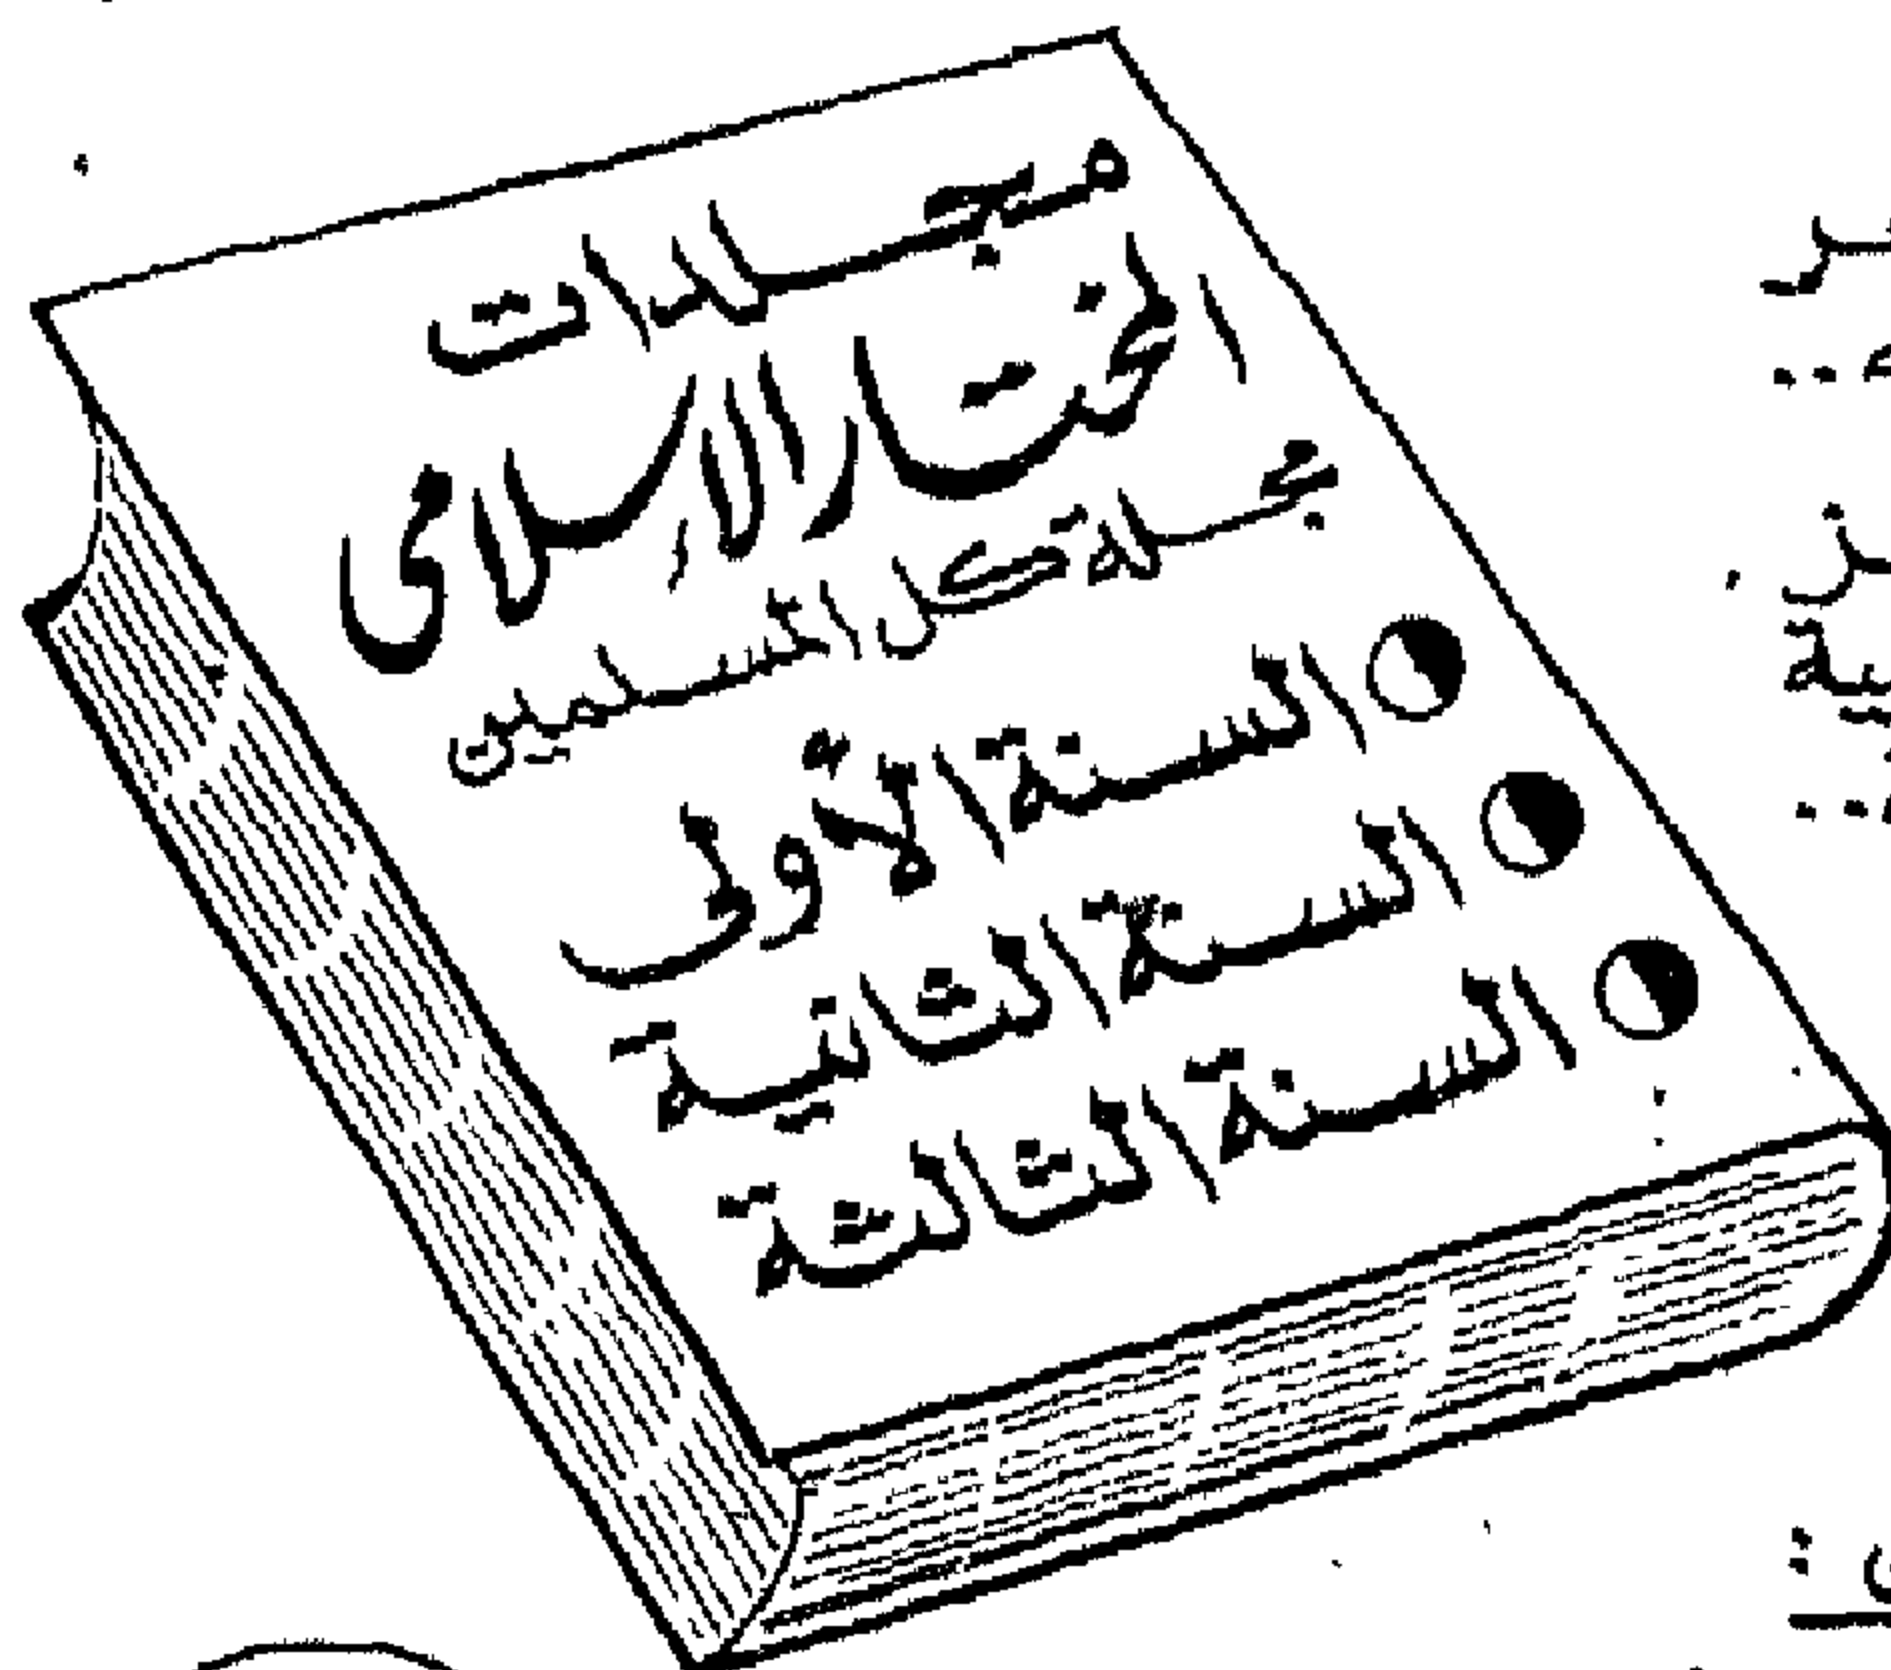 مجلدات
المختار الإسلامى
مجلة كل المسلمين
السنة الأولى
السنة الثانية
السنة الثالثة